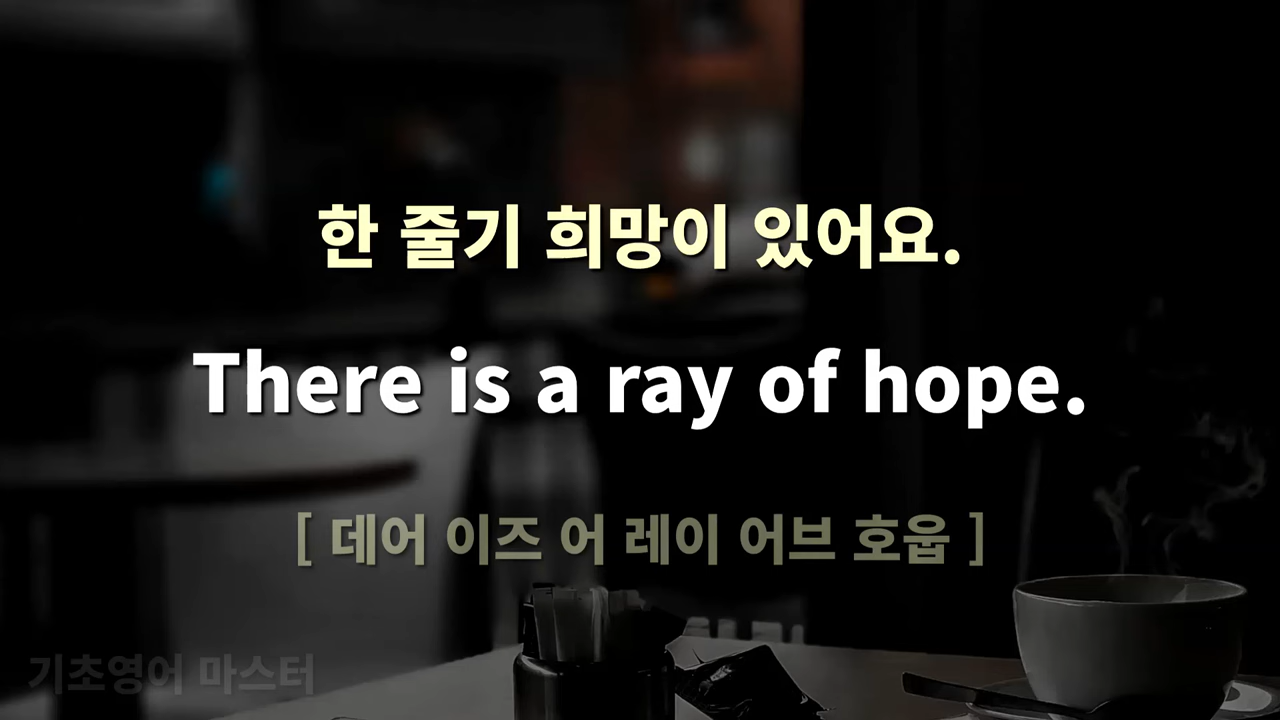 한 줄기 희망이 있어요.
There is a ray of hope.
[ 데어 이즈 어 레이 어브 호웁 ]
기초영어 마스터